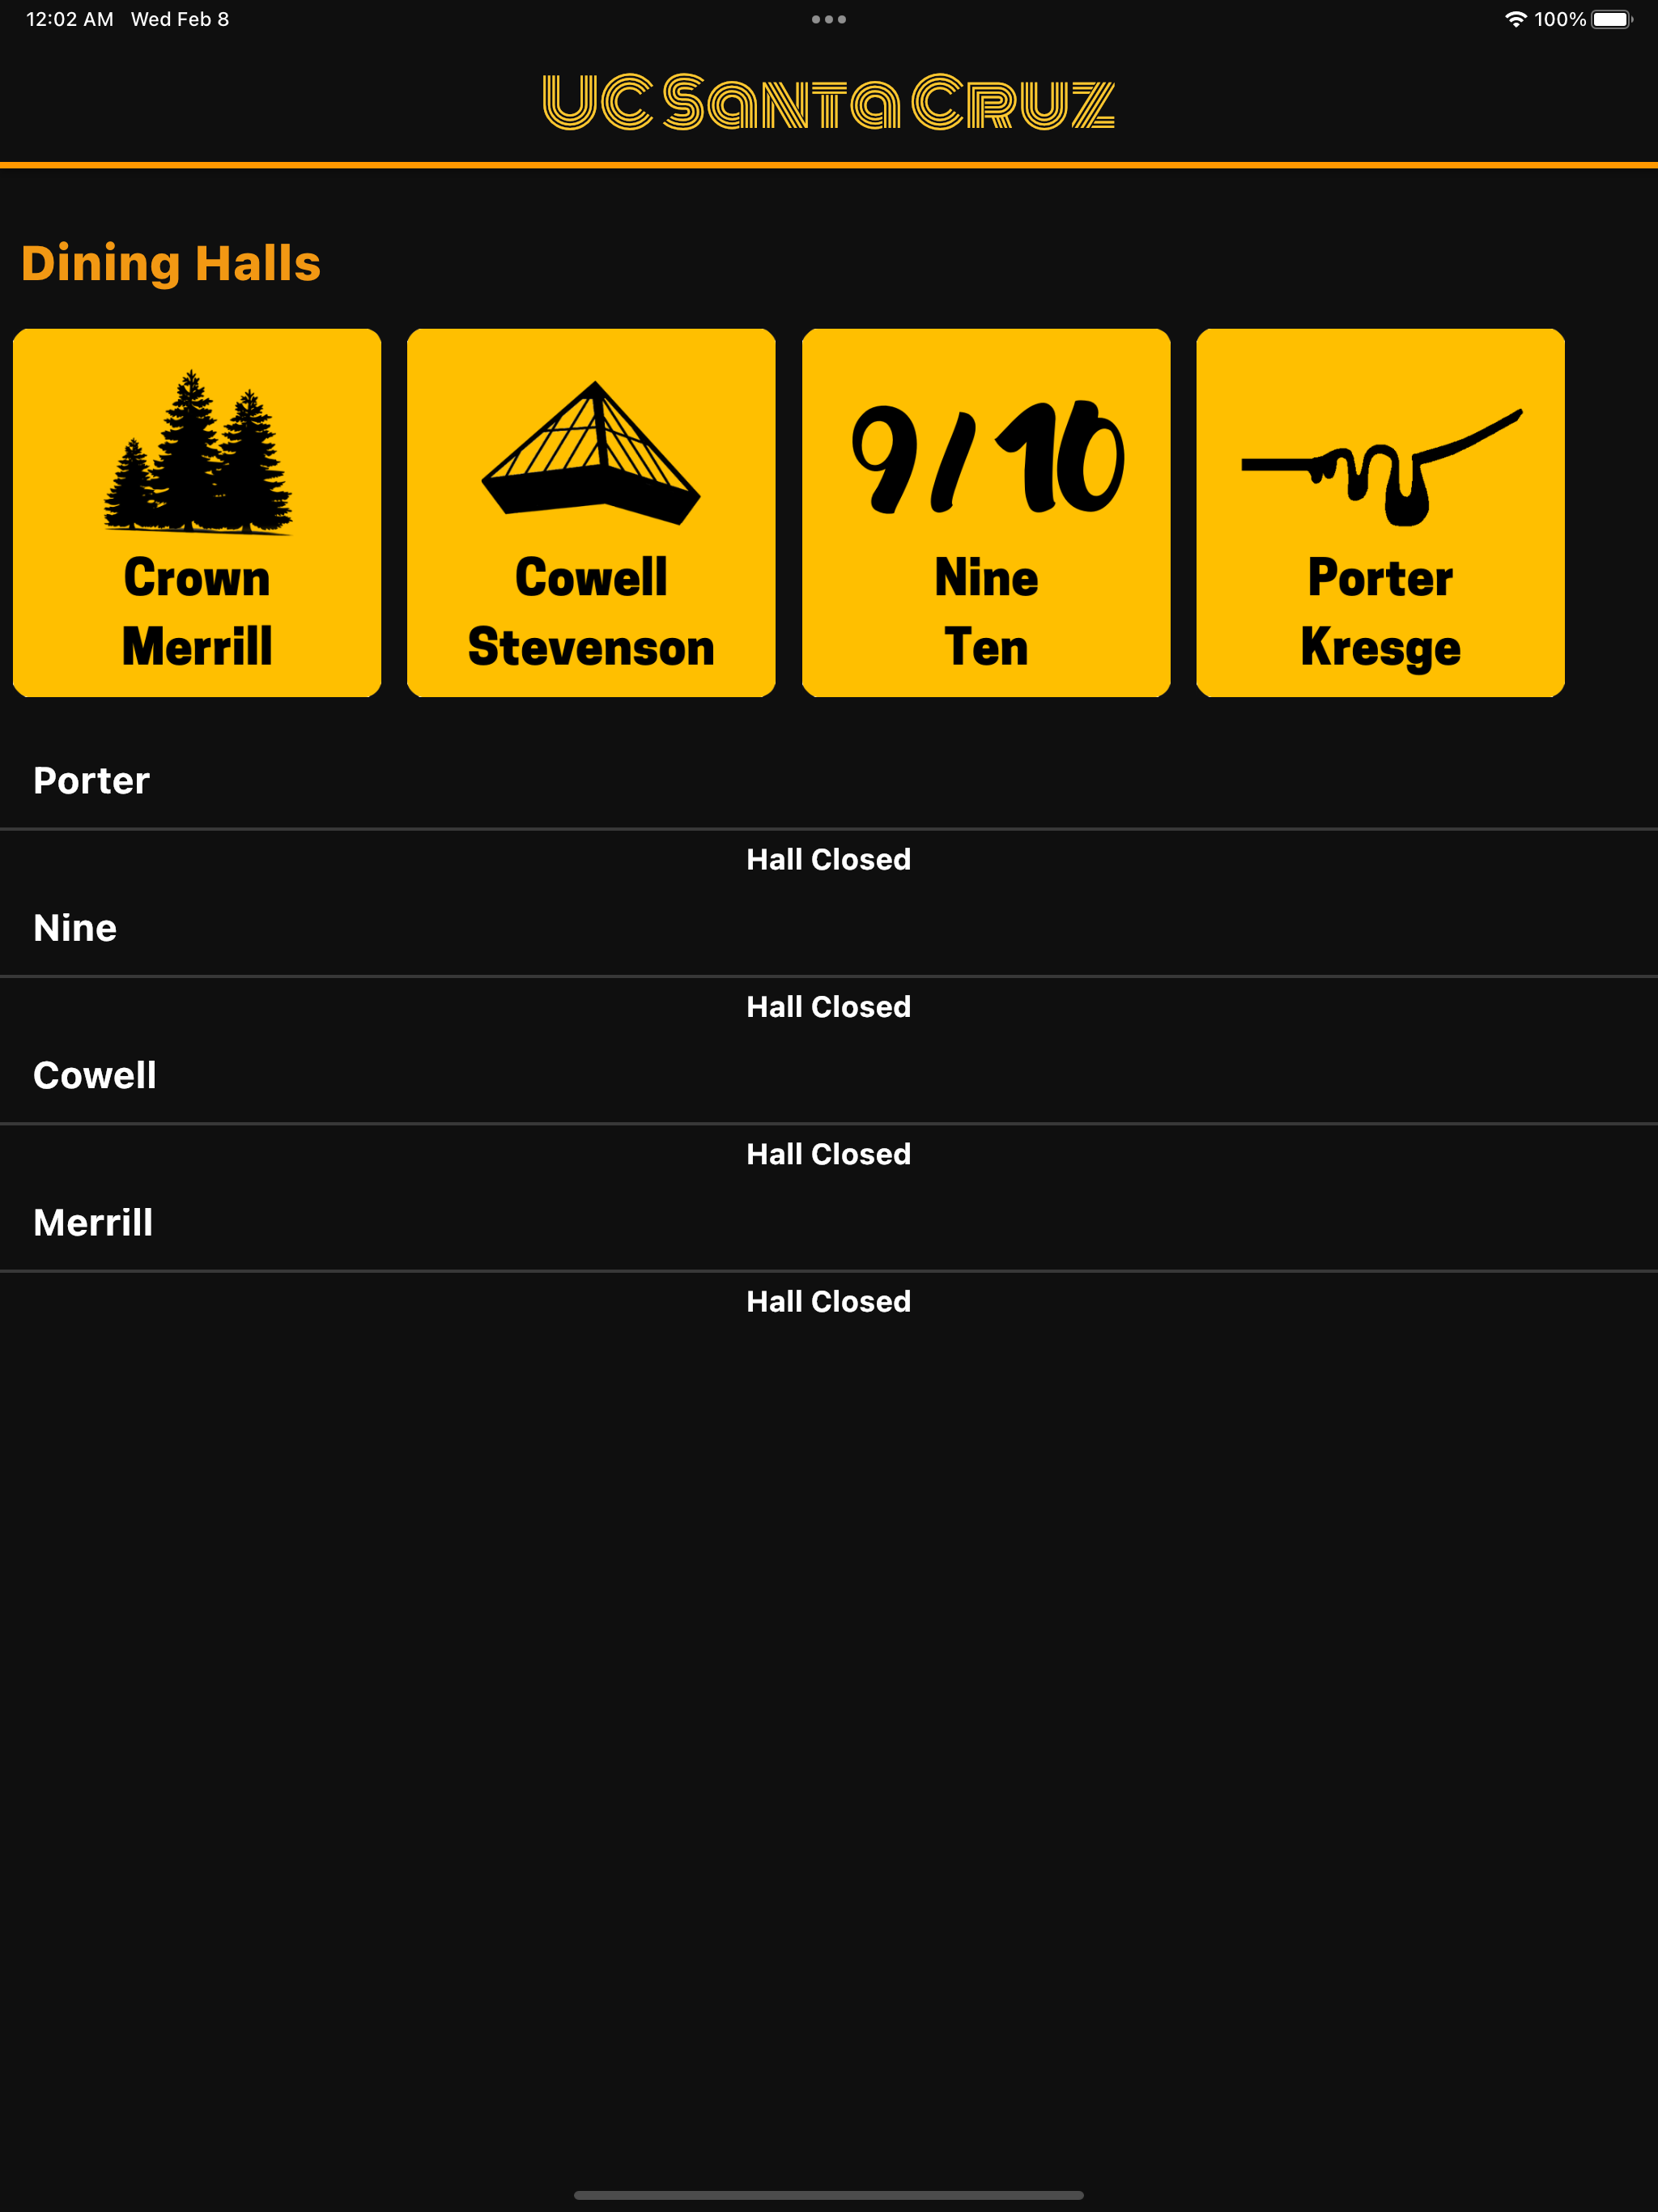 12:02 AM Wed Feb 8 100%
UC Santa Cruz
Dining Halls
9/10
Crown
Merrill
Cowell
Stevenson
Nine
Ten
Porter
Kresge
Porter
Hall Closed
Nine
Hall Closed
Cowell
Hall Closed
Merrill
Hall Closed